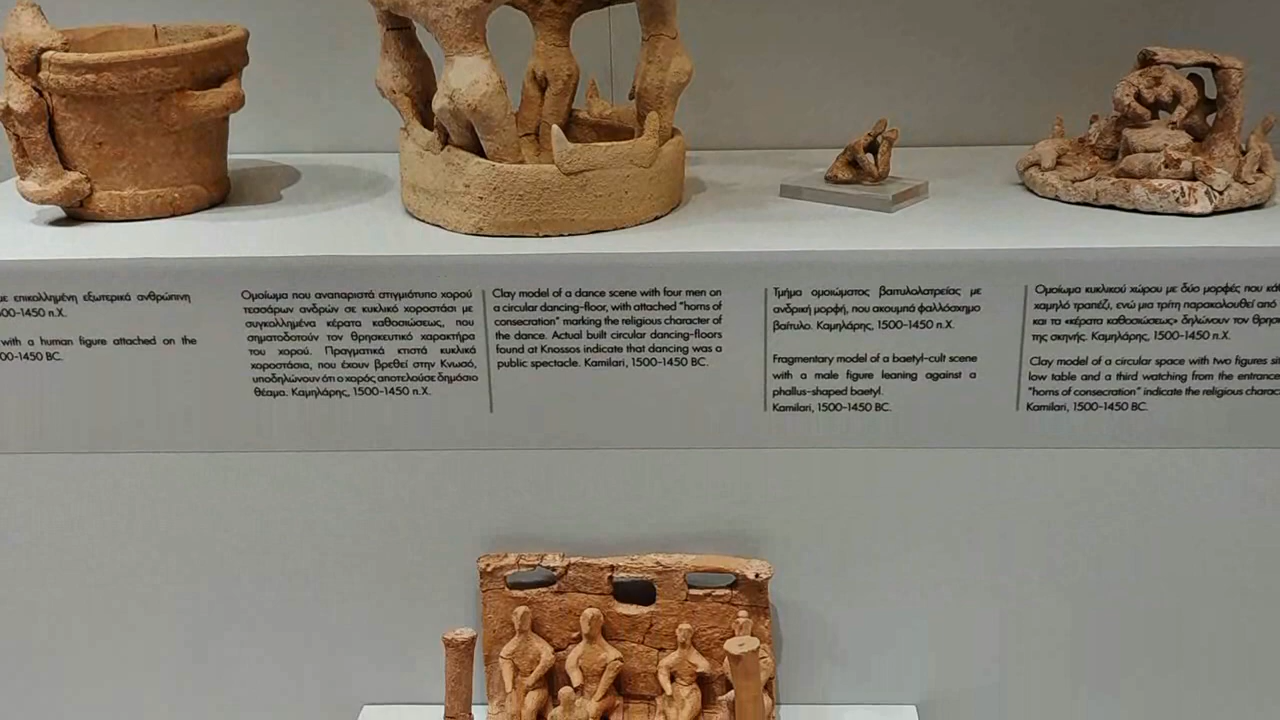 με επικολλημένη εξωτερικά ανθρώπινη
00-1450 π.Χ.
with a human figure attached on the
00-1450 BC.
Ομοίωμα που αναπαριστά στιγμιότυπο χορού
τεσσάρων ανδρών σε κυκλικό χοροστάσι με
συγκολλημένα κέρατα καθοσιώσεως, που
σηματοδοτούν τον θρησκευτικό χαρακτήρα
του χορού. Πραγματικά κτιστά κυκλικά
χοροστάσια, που έχουν βρεθεί στην Κνωσό,
υποδηλώνουν ότι ο χορός αποτελούσε δημόσιο
θέαμα. Καμηλάρης, 1500-1450 π.Χ.
Clay model of a dance scene with four men on
a circular dancing-floor, with attached "horns of
consecration" marking the religious character of
the dance. Actual built circular dancing-floors
found at Knossos indicate that dancing was a
public spectacle. Kamilari, 1500-1450 BC.
Τμήμα ομοιώματος βαιτυλολατρείας με
ανδρική μορφή, που ακουμπά φαλλόσχημο
βαίτυλο. Καμηλάρης, 1500-1450 π.Χ.
Fragmentary model of a baetyl-cult scene
with a male figure leaning against a
phallus-shaped baetyl.
Kamilari, 1500-1450 BC.
Ομοίωμα κυκλικού χώρου με δύο μορφές που
χαμηλό τραπέζι, ενώ μια τρίτη παρακολουθεί από
και τα «κέρατα καθοσιώσεως» δηλώνουν τον
της σκηνής. Καμηλάρης, 1500-1450 π.Χ.
Clay model of a circular space with two figures
low table and a third watching from the entrance
"horns of consecration" indicate the religious
Kamilari, 1500-1450 BC.